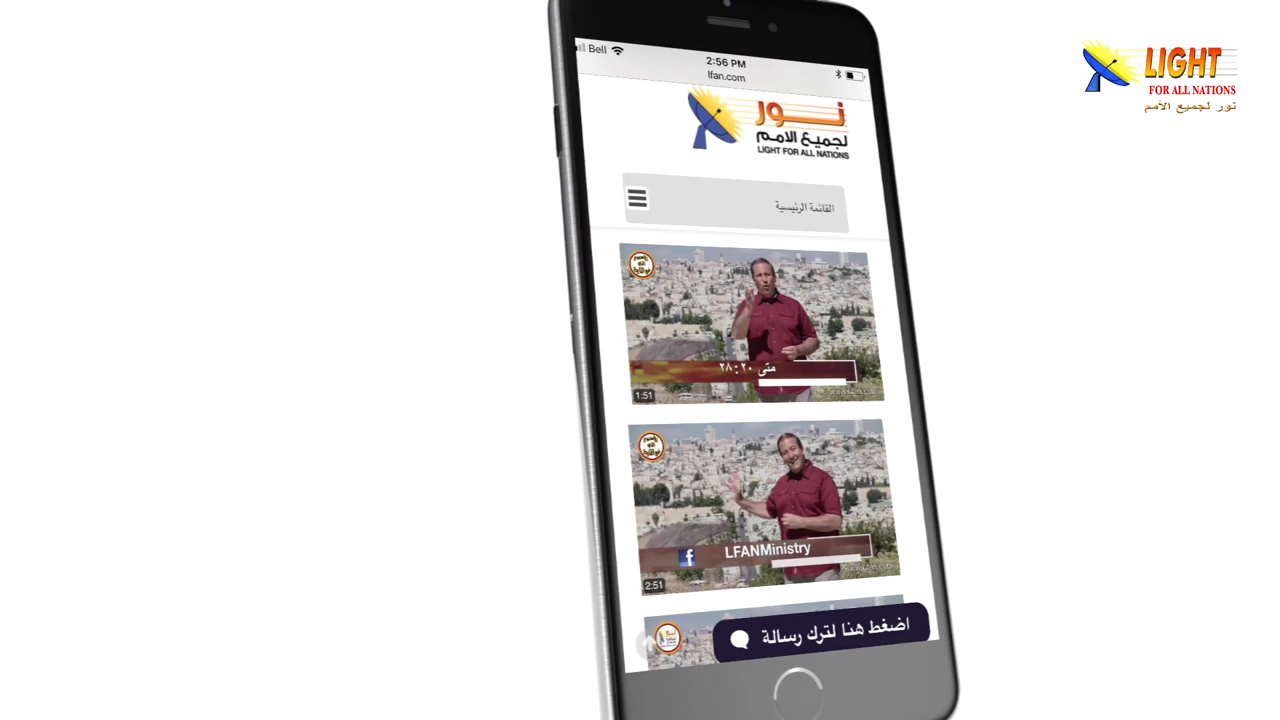 LIGHT
FOR ALL NATIONS
نور لجميع الأمم
Bell
2:56 PM
lfan.com
نور
لجميع الامم
LIGHT FOR ALL NATIONS
القائمة الرئيسية
متى ٢٨:٢٠
1:51
LFANMinistry
2:51
اضغط هنا لترك رسالة